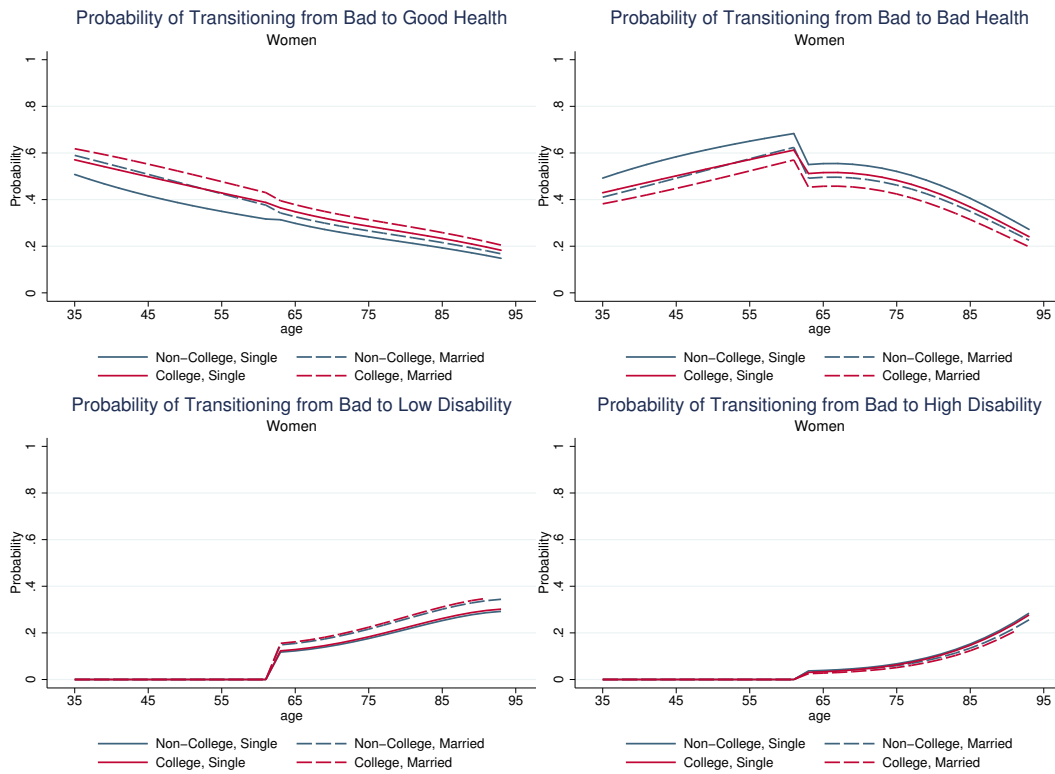 Probability of Transitioning from Bad to Good Health
Women
Probability
0 .2 .4 .6 .8 1
35 45 55 65 75 85 95
age
Non−College, Single Non−College, Married
College, Single College, Married
Probability of Transitioning from Bad to Bad Health
Women
Probability
0 .2 .4 .6 .8 1
35 45 55 65 75 85 95
age
Non−College, Single Non−College, Married
College, Single College, Married
Probability of Transitioning from Bad to Low Disability
Women
Probability
0 .2 .4 .6 .8 1
35 45 55 65 75 85 95
age
Non−College, Single Non−College, Married
College, Single College, Married
Probability of Transitioning from Bad to High Disability
Women
Probability
0 .2 .4 .6 .8 1
35 45 55 65 75 85 95
age
Non−College, Single Non−College, Married
College, Single College, Married